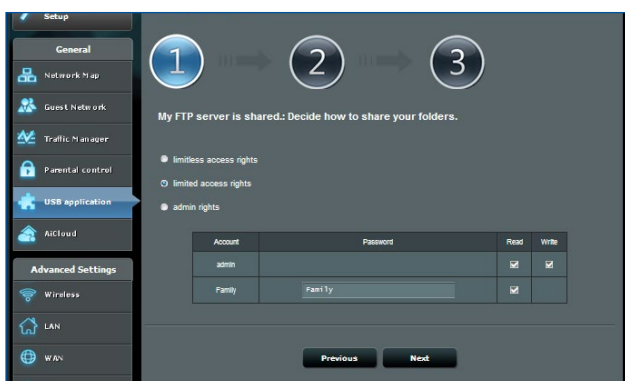 Setup
General
Network Map
Guest Network
Traffic Manager
Parental control
USB application
AiCloud
Advanced Settings
Wireless
LAN
WAN
1 2 3
My FTP server is shared.: Decide how to share your folders.
limitless access rights
limited access rights
admin rights
Account Password Read Write
admin
Family Family
Previous Next